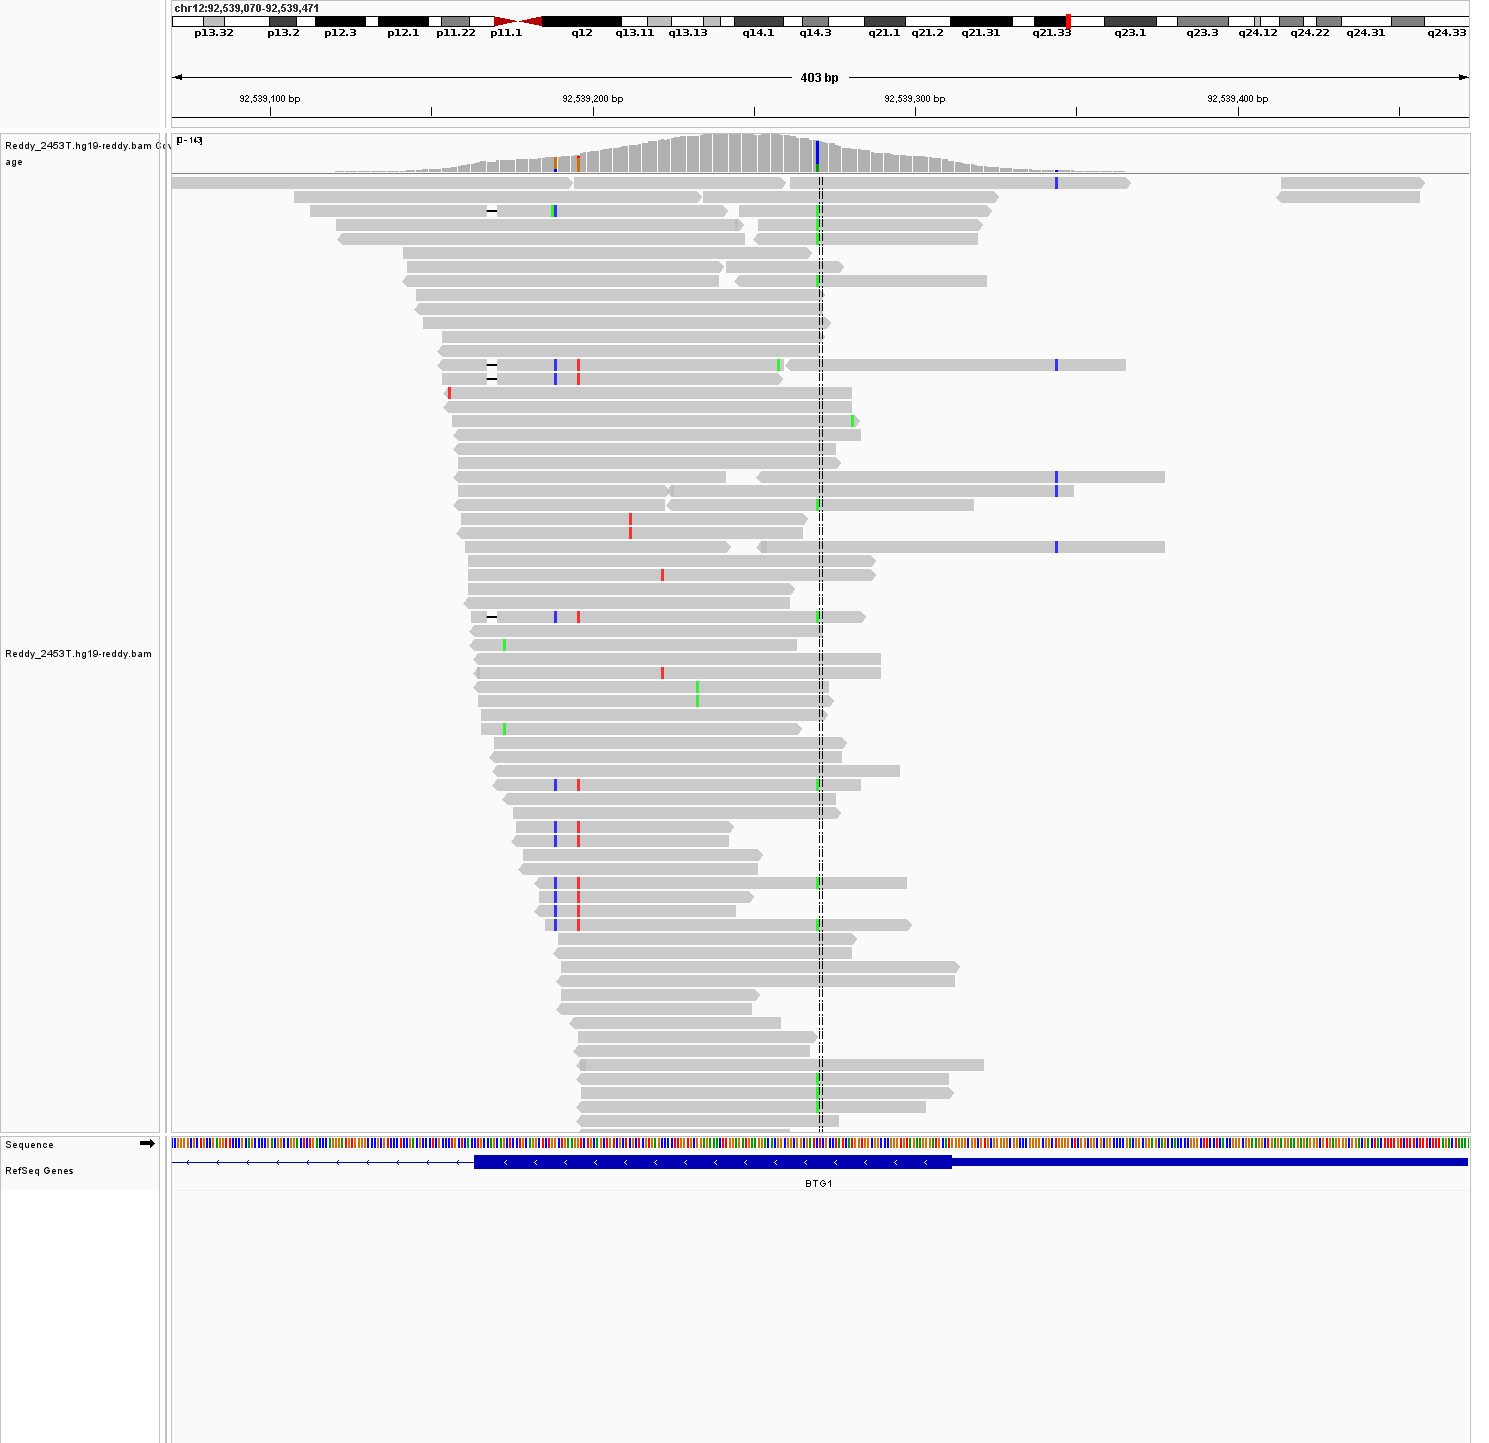 chr12:92,539,070-92,539,471
p13.32 p13.2 p12.3 p12.1 p11.22 p11.1 q12 q13.11 q13.13 q14.1 q14.3 q21.1 q21.2 q21.31 q21.33 q23.1 q23.3 q24.12 q24.22 q24.31 q24.33
403 bp
92,539,100 bp 92,539,200 bp 92,539,300 bp 92,539,400 bp
Reddy_2453T.hg19-reddy.bam Cov
age
[0 - 143]
Reddy_2453T.hg19-reddy.bam
Sequence
RefSeq Genes
BTG1